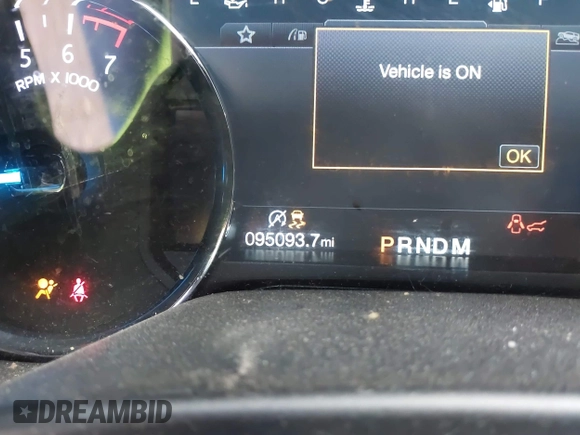 E H C H E F
5 6 7
RPM X 1000
Vehicle is ON
OK
095093.7mi
PRNDM
DREAMBID